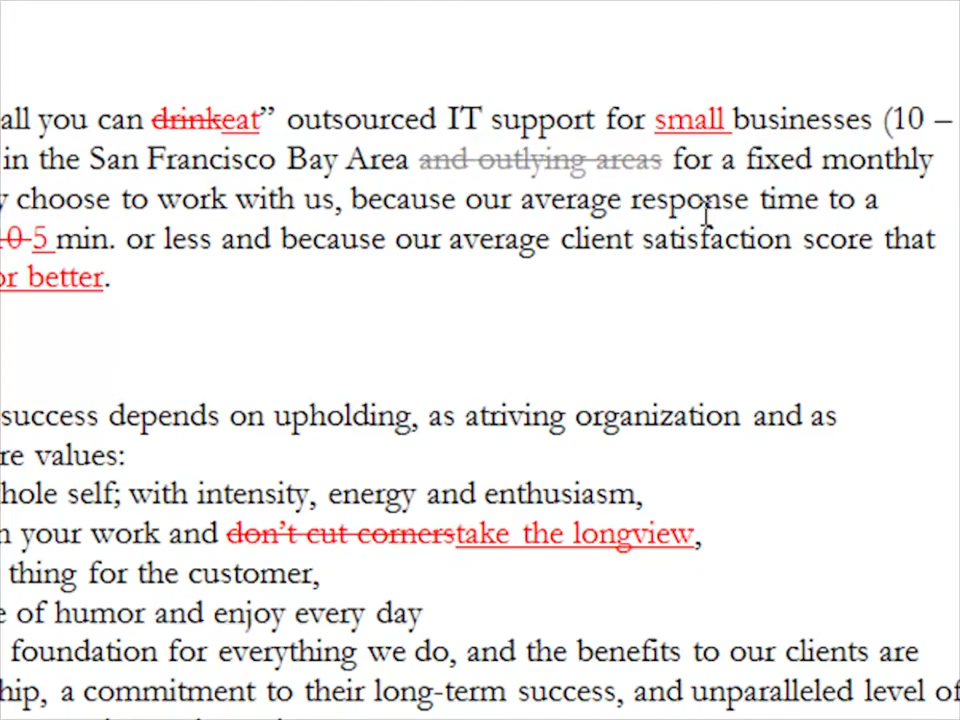 all you can drinkeat” outsourced IT support for small businesses (10 –
in the San Francisco Bay Area and outlying areas for a fixed monthly
y choose to work with us, because our average response time to a
0 5 min. or less and because our average client satisfaction score that
or better.
success depends on upholding, as atriving organization and as
re values:
hole self; with intensity, energy and enthusiasm,
n your work and don’t cut cornerstake the longview,
thing for the customer,
e of humor and enjoy every day
foundation for everything we do, and the benefits to our clients are
hip, a commitment to their long-term success, and unparalleled level of